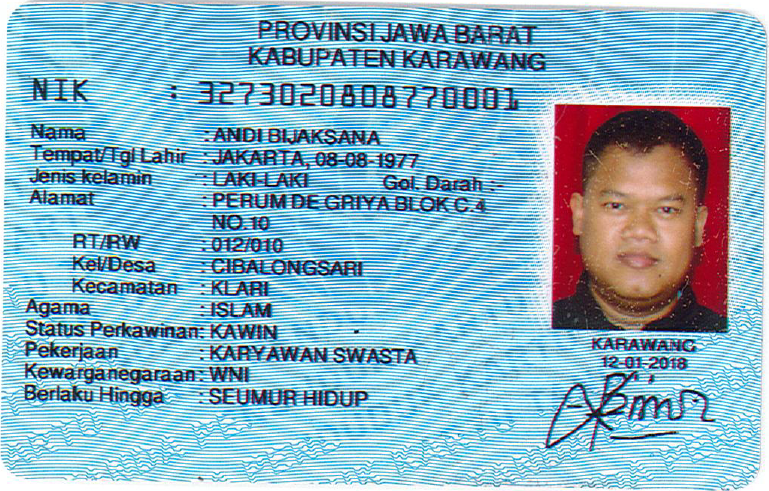 PROVINSI JAWA BARAT
KABUPATEN KARAWANG
NIK : 3273020808770001
Nama : ANDI BIJAKSANA
Tempat/Tgl Lahir : JAKARTA, 08-08-1977
Jenis kelamin : LAKI-LAKI Gol. Darah :-
Alamat : PERUM DE GRIYA BLOK C.4
NO.10
RT/RW : 012/010
Kel/Desa : CIBALONGSARI
Kecamatan : KLARI
Agama : ISLAM
Status Perkawinan: KAWIN
Pekerjaan : KARYAWAN SWASTA
Kewarganegaraan: WNI
Berlaku Hingga : SEUMUR HIDUP
KARAWANG
12-01-2018